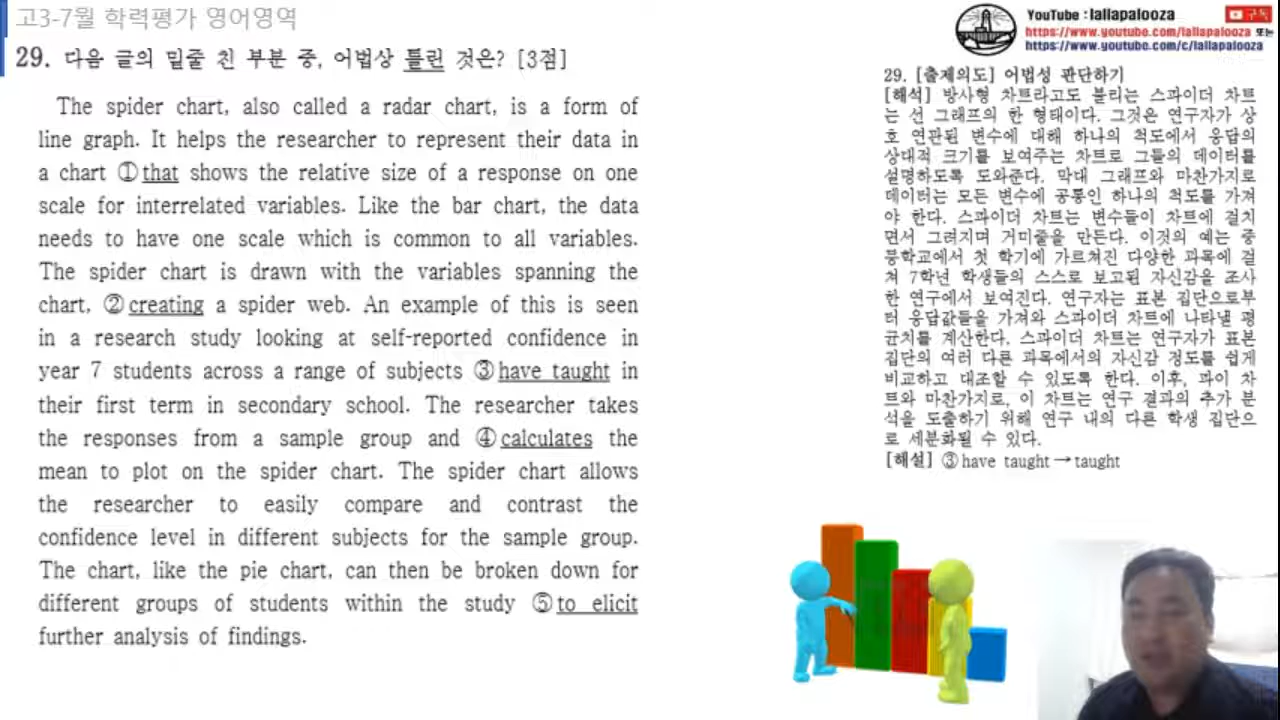 고3-7월 학력평가 영어영역
29. 다음 글의 밑줄 친 부분 중, 어법상 틀린 것은? [3점]
The spider chart, also called a radar chart, is a form of
line graph. It helps the researcher to represent their data in
a chart ① that shows the relative size of a response on one
scale for interrelated variables. Like the bar chart, the data
needs to have one scale which is common to all variables.
The spider chart is drawn with the variables spanning the
chart, ② creating a spider web. An example of this is seen
in a research study looking at self-reported confidence in
year 7 students across a range of subjects ③ have taught in
their first term in secondary school. The researcher takes
the responses from a sample group and ④ calculates the
mean to plot on the spider chart. The spider chart allows
the researcher to easily compare and contrast the
confidence level in different subjects for the sample group.
The chart, like the pie chart, can then be broken down for
different groups of students within the study ⑤ to elicit
further analysis of findings.
YouTube : lallapalooza 구독
https://www.youtube.com/lallapalooza 또는
https://www.youtube.com/c/lallapalooza
29. [출제의도] 어법성 판단하기
[해석] 방사형 차트라고도 불리는 스파이더 차트
는 선 그래프의 한 형태이다. 그것은 연구자가 상
호 연관된 변수에 대해 하나의 척도에서 응답의
상대적 크기를 보여주는 차트로 그들의 데이터를
설명하도록 도와준다. 막대 그래프와 마찬가지로
데이터는 모든 변수에 공통인 하나의 척도를 가져
야 한다. 스파이더 차트는 변수들이 차트에 걸치
면서 그려지며 거미줄을 만든다. 이것의 예는 중
등학교에서 첫 학기에 가르쳐진 다양한 과목에 걸
쳐 7학년 학생들의 스스로 보고된 자신감을 조사
한 연구에서 보여진다. 연구자는 표본 집단으로부
터 응답값들을 가져와 스파이더 차트에 나타낼 평
균치를 계산한다. 스파이더 차트는 연구자가 표본
집단의 여러 다른 과목에서의 자신감 정도를 쉽게
비교하고 대조할 수 있도록 한다. 이후, 파이 차
트와 마찬가지로, 이 차트는 연구 결과의 추가 분
석을 도출하기 위해 연구 내의 다른 학생 집단으
로 세분화될 수 있다.
[해설] ③ have taught → taught